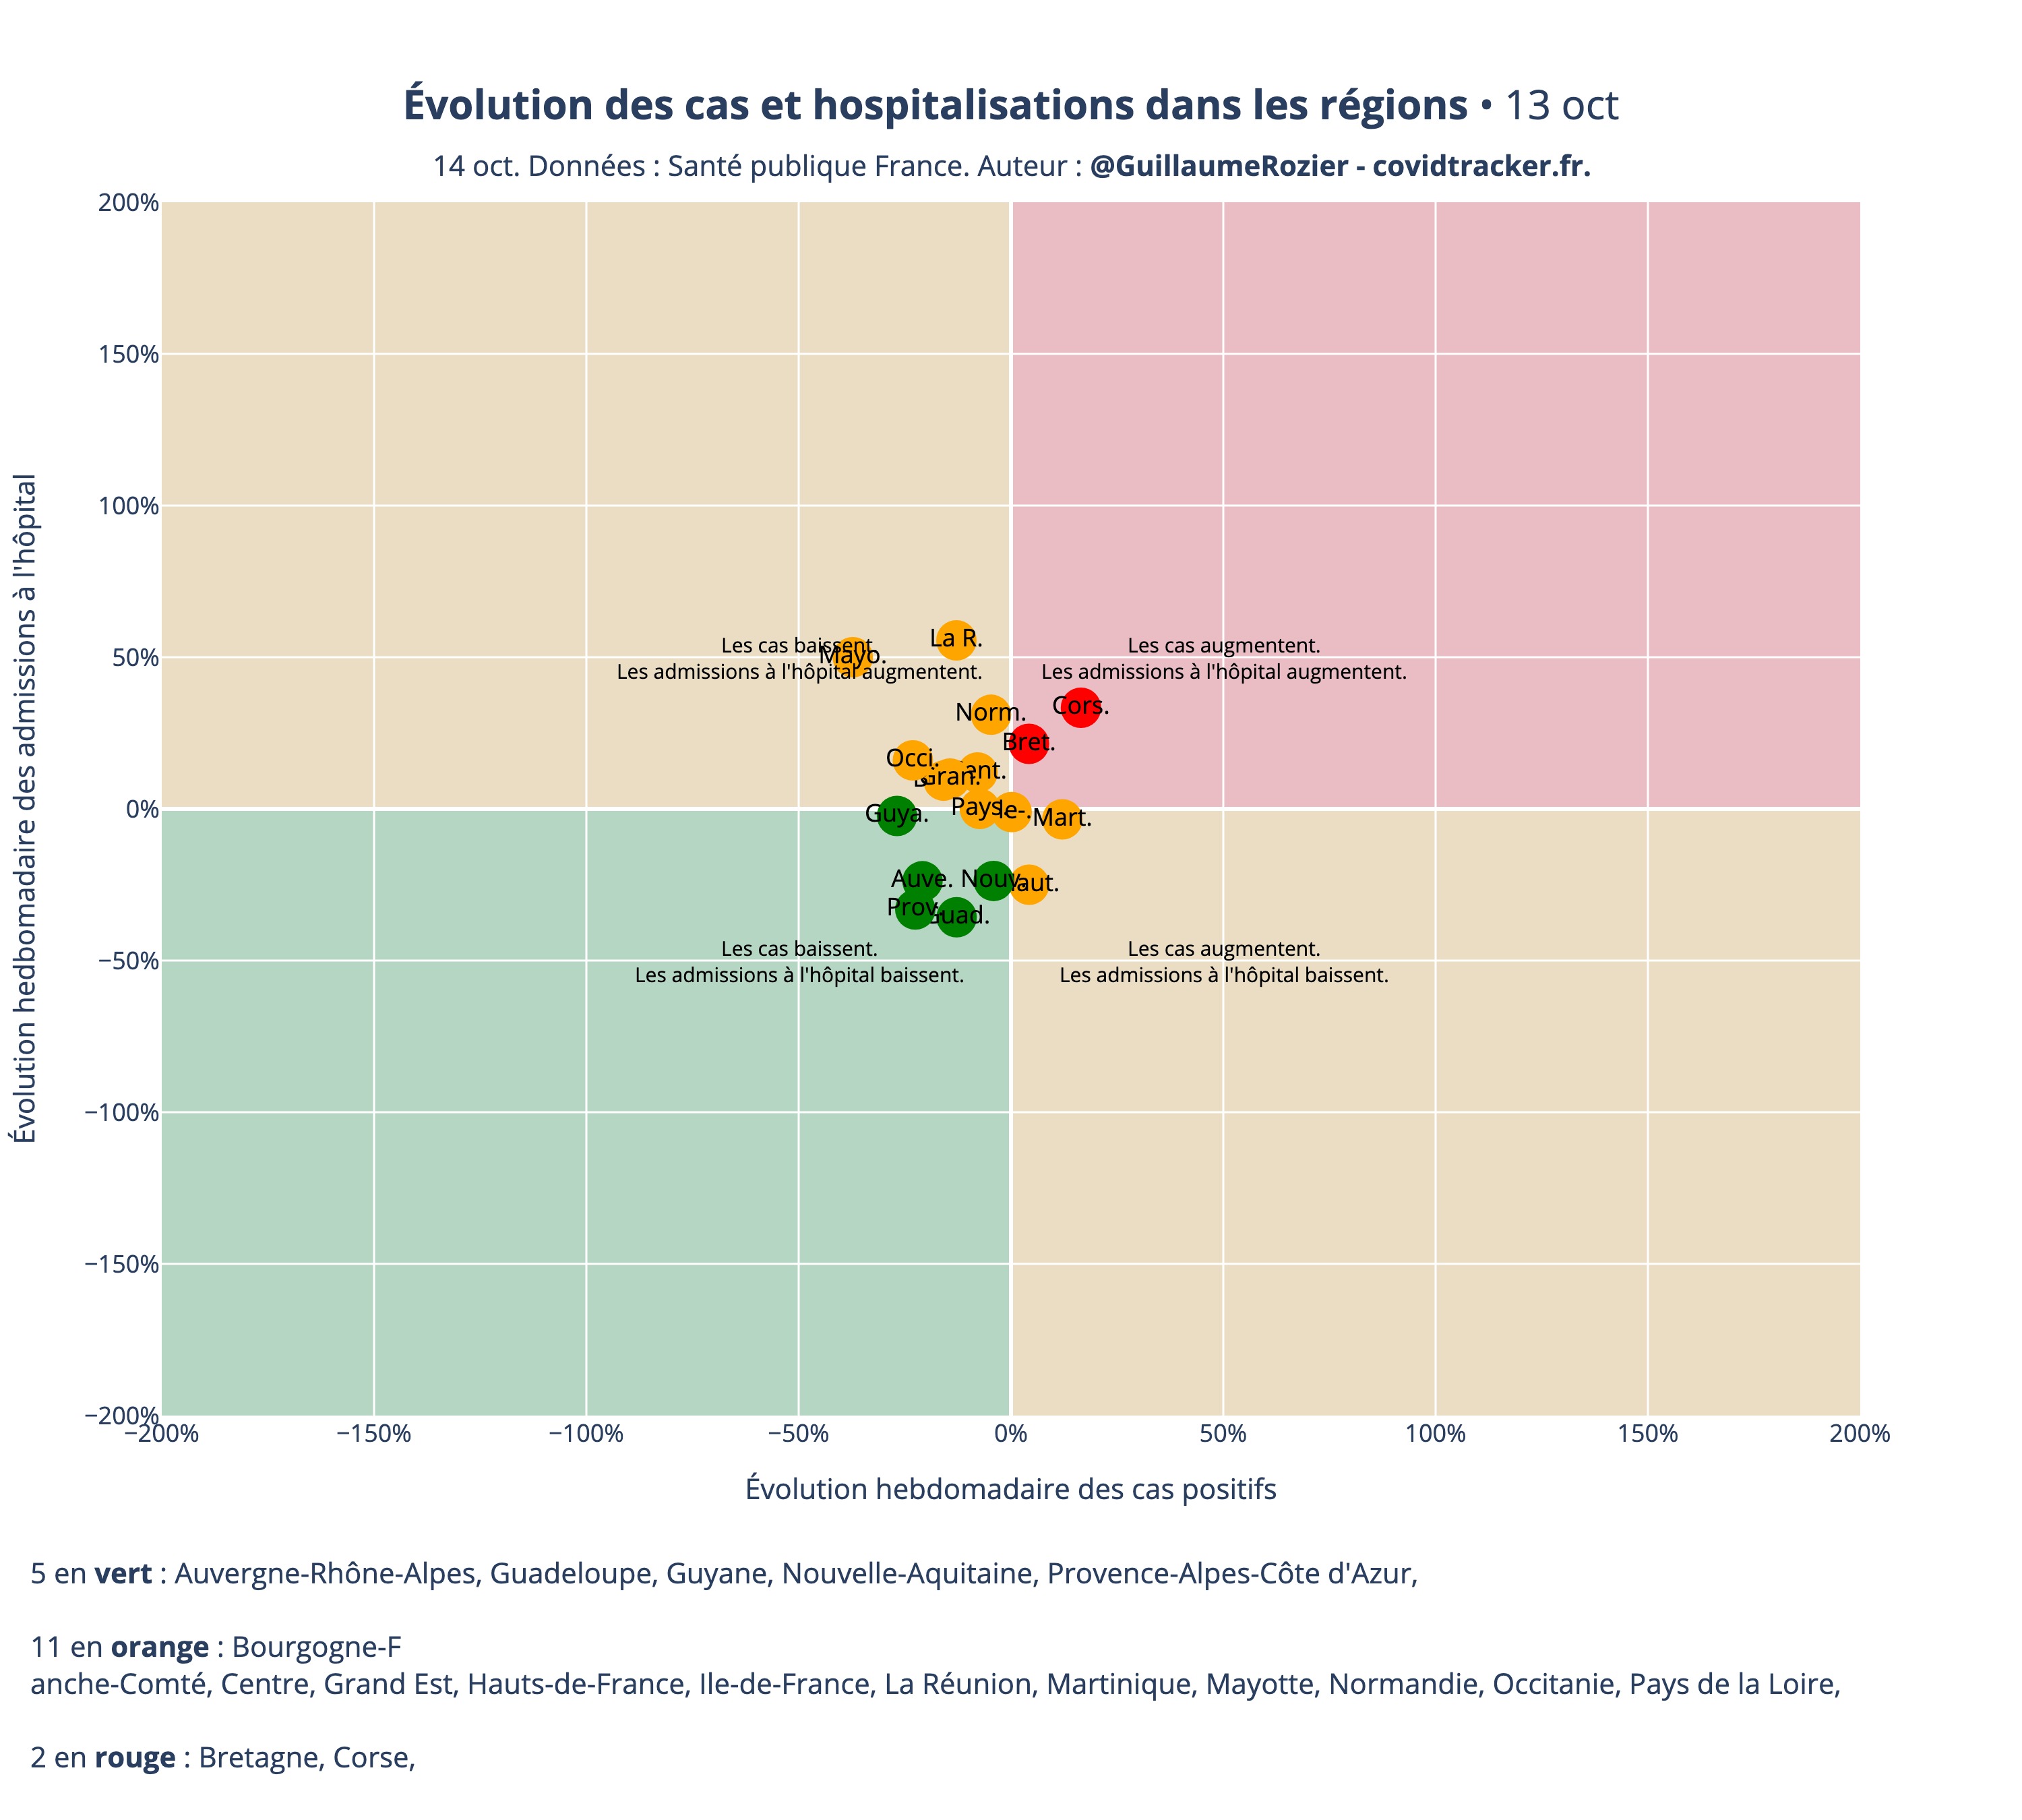 Évolution des cas et hospitalisations dans les régions • 13 oct
14 oct. Données : Santé publique France. Auteur : @GuillaumeRozier - covidtracker.fr.
200%
150%
100%
50%
0%
−50%
−100%
−150%
−200%
Évolution hedbomadaire des admissions à l'hôpital
La R.
Les cas baissent.
Mayo.
Les admissions à l'hôpital augmentent.
Les cas augmentent.
Les admissions à l'hôpital augmentent.
Norm.
Cors.
Bret.
Occi.
Gran.
Pays.
Mart.
Guya.
Auve.
Nouv.
Prov.
Les cas baissent.
Les admissions à l'hôpital baissent.
Les cas augmentent.
Les admissions à l'hôpital baissent.
−200%
−150%
−100%
−50%
0%
50%
100%
150%
200%
Évolution hebdomadaire des cas positifs
5 en vert : Auvergne-Rhône-Alpes, Guadeloupe, Guyane, Nouvelle-Aquitaine, Provence-Alpes-Côte d'Azur,
11 en orange : Bourgogne-F
anche-Comté, Centre, Grand Est, Hauts-de-France, Ile-de-France, La Réunion, Martinique, Mayotte, Normandie, Occitanie, Pays de la Loire,
2 en rouge : Bretagne, Corse,